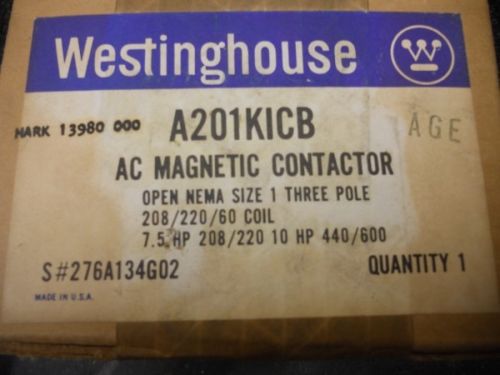 Westinghouse W
MARK 13980 000 A201KICB AGE
AC MAGNETIC CONTACTOR
OPEN NEMA SIZE 1 THREE POLE
208/220/60 COIL
7.5 HP 208/220 10 HP 440/600
S#276A134G02 QUANTITY 1
MADE IN U.S.A.